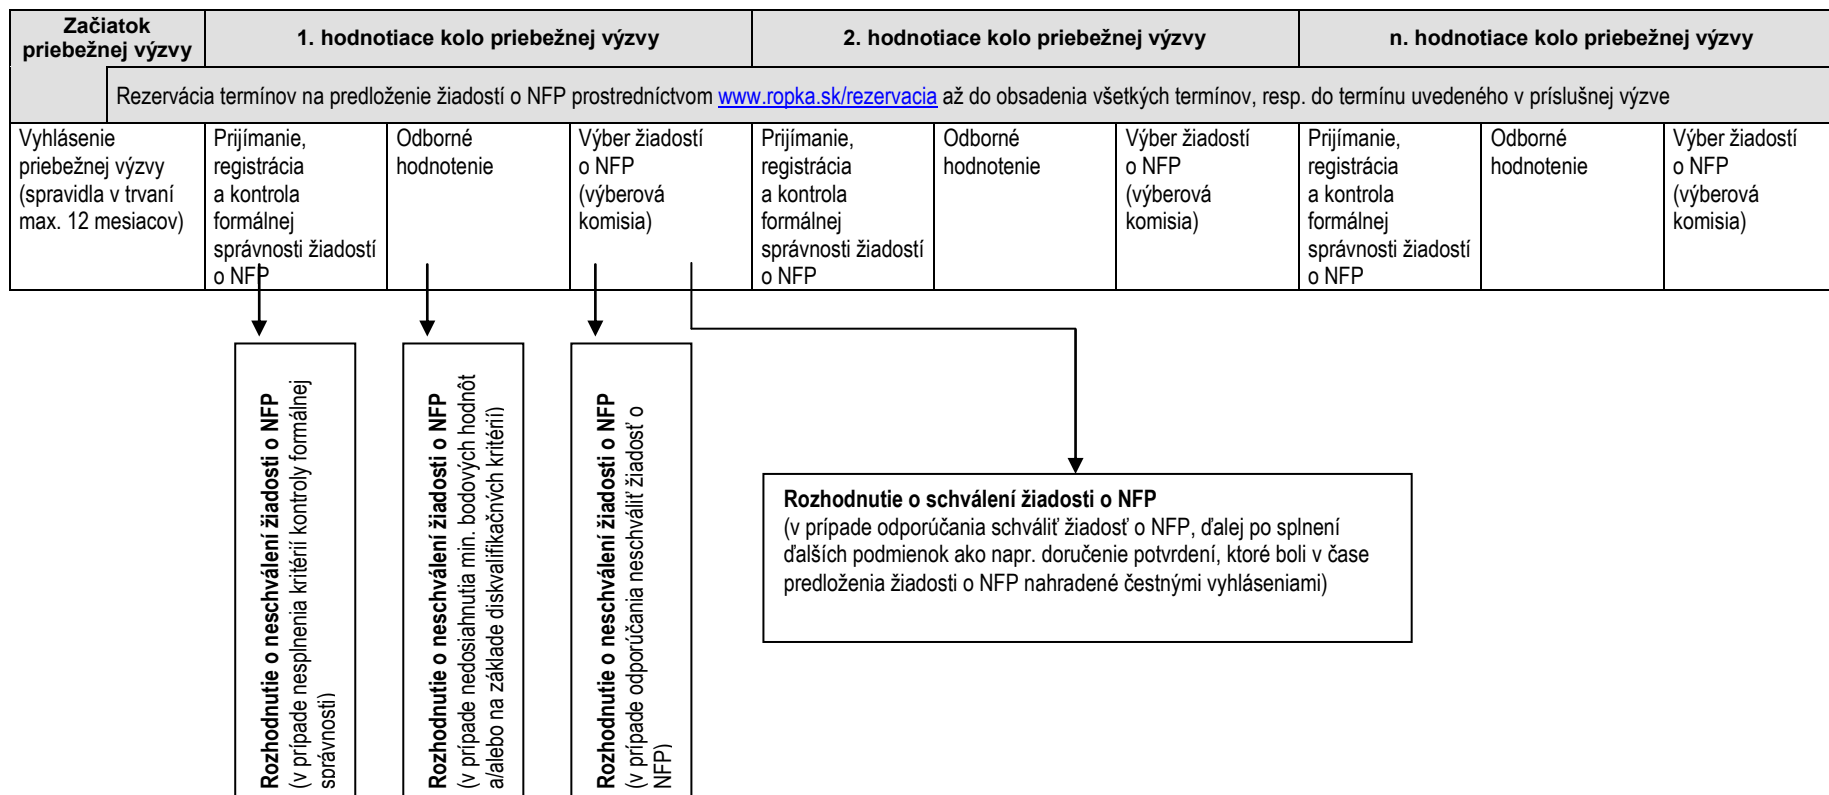 Začiatok
priebežnej výzvy
1. hodnotiace kolo priebežnej výzvy
2. hodnotiace kolo priebežnej výzvy
n. hodnotiace kolo priebežnej výzvy
Rezervácia termínov na predloženie žiadostí o NFP prostredníctvom www.ropka.sk/rezervacia až do obsadenia všetkých termínov, resp. do termínu uvedeného v príslušnej výzve
Vyhlásenie
priebežnej výzvy
(spravidla v trvaní
max. 12 mesiacov)
Prijímanie,
registrácia
a kontrola
formálnej
správnosti žiadostí
o NFP
Odborné
hodnotenie
Výber žiadostí
o NFP
(výberová
komisia)
Prijímanie,
registrácia
a kontrola
formálnej
správnosti žiadostí
o NFP
Odborné
hodnotenie
Výber žiadostí
o NFP
(výberová
komisia)
Prijímanie,
registrácia
a kontrola
formálnej
správnosti žiadostí
o NFP
Odborné
hodnotenie
Výber žiadostí
o NFP
(výberová
komisia)
Rozhodnutie o neschválení žiadosti o NFP
(v prípade nesplnenia kritérií kontroly formálnej
správnosti)
Rozhodnutie o neschválení žiadosti o NFP
(v prípade nedosiahnutia min. bodových hodnôt
a/alebo na základe diskvalifikačných kritérií)
Rozhodnutie o neschválení žiadosti o NFP
(v prípade odporúčania neschváliť žiadosť o
NFP)
Rozhodnutie o schválení žiadosti o NFP
(v prípade odporúčania schváliť žiadosť o NFP, ďalej po splnení
ďalších podmienok ako napr. doručenie potvrdení, ktoré boli v čase
predloženia žiadosti o NFP nahradené čestnými vyhláseniami)